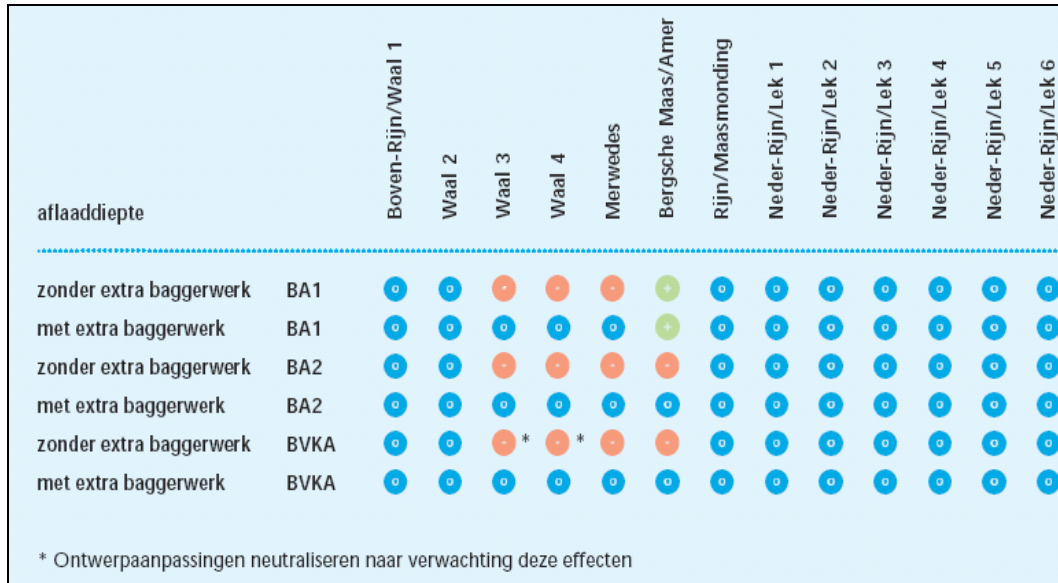 aflaaddiepte Boven-Rijn/Waal 1 Waal 2 Waal 3 Waal 4 Merwedes Bergsche Maas/Amer Rijn/Maasmonding Neder-Rijn/Lek 1 Neder-Rijn/Lek 2 Neder-Rijn/Lek 3 Neder-Rijn/Lek 4 Neder-Rijn/Lek 5 Neder-Rijn/Lek 6
zonder extra baggerwerk BA1 o o - - - + o o o o o o o
met extra baggerwerk BA1 o o o o o + o o o o o o o
zonder extra baggerwerk BA2 o o - - - - o o o o o o o
met extra baggerwerk BA2 o o o o o o o o o o o o o
zonder extra baggerwerk BVKA o o - * - * - - o o o o o o o
met extra baggerwerk BVKA o o o o o o o o o o o o o
* Ontwerpaanpassingen neutraliseren naar verwachting deze effecten